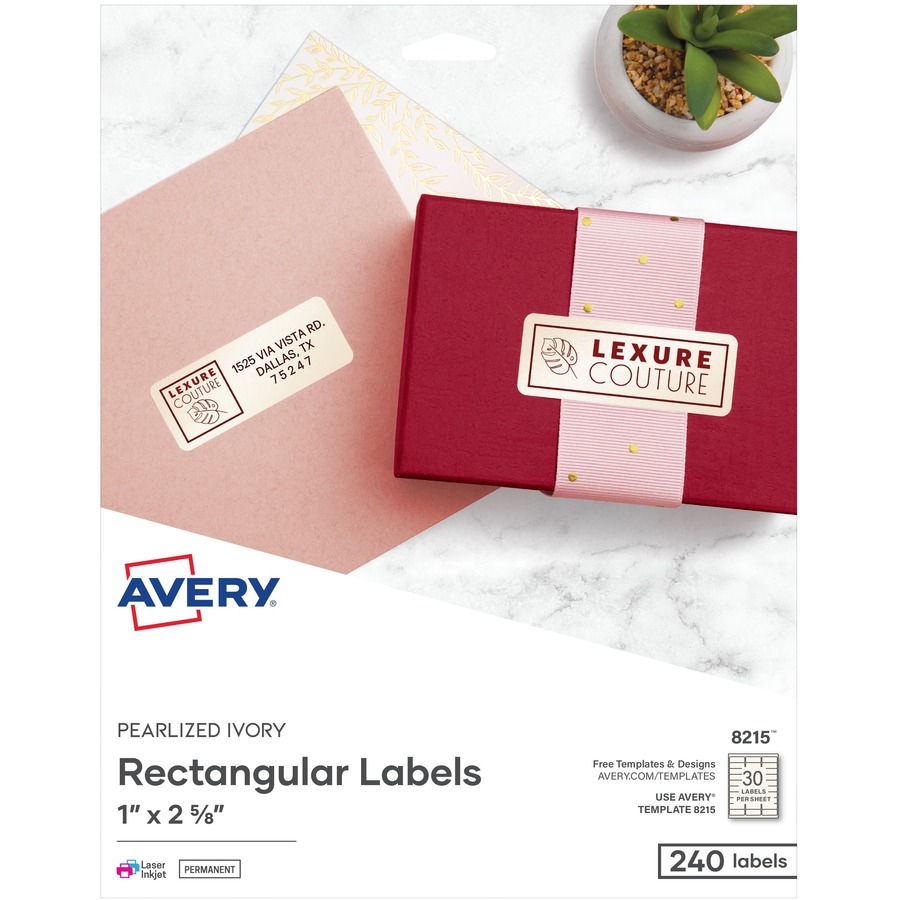 LEXURE
COUTURE
1525 VIA VISTA RD.
DALLAS, TX
75247
LEXURE
COUTURE
AVERY®
PEARLIZED IVORY
Rectangular Labels
1" x 2 ⅝"
Laser
Inkjet
PERMANENT
8215™
Free Templates & Designs
AVERY.COM/TEMPLATES
USE AVERY®
TEMPLATE 8215
30
LABELS
PER SHEET
240 labels